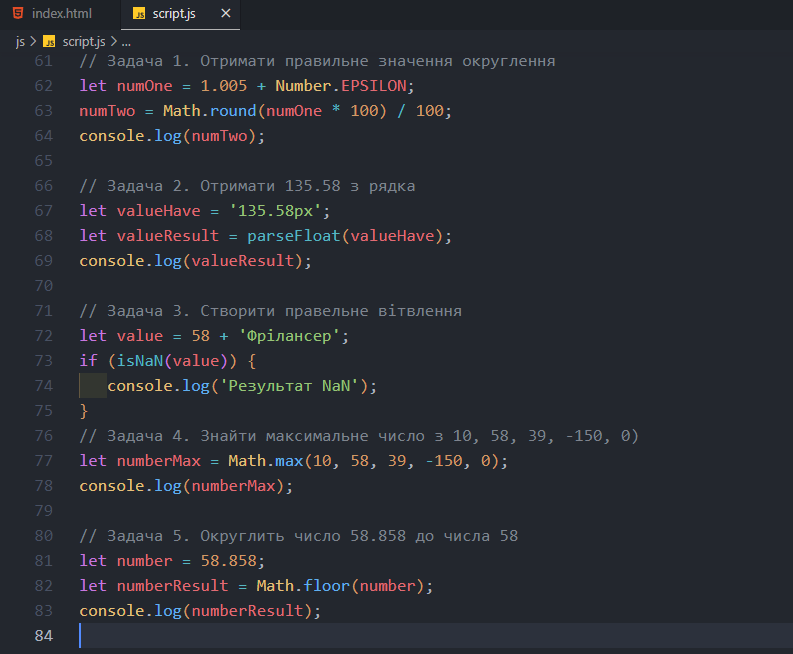 index.html
JS script.js ×
js > JS script.js > ...
61 // Задача 1. Отримати правильне значення округлення
62 let numOne = 1.005 + Number.EPSILON;
63 numTwo = Math.round(numOne * 100) / 100;
64 console.log(numTwo);
65
66 // Задача 2. Отримати 135.58 з рядка
67 let valueHave = '135.58px';
68 let valueResult = parseFloat(valueHave);
69 console.log(valueResult);
70
71 // Задача 3. Створити правельне вітвлення
72 let value = 58 + 'Фрілансер';
73 if (isNaN(value)) {
74     console.log('Результат NaN');
75 }
76 // Задача 4. Знайти максимальне число з 10, 58, 39, -150, 0)
77 let numberMax = Math.max(10, 58, 39, -150, 0);
78 console.log(numberMax);
79
80 // Задача 5. Округлить число 58.858 до числа 58
81 let number = 58.858;
82 let numberResult = Math.floor(number);
83 console.log(numberResult);
84